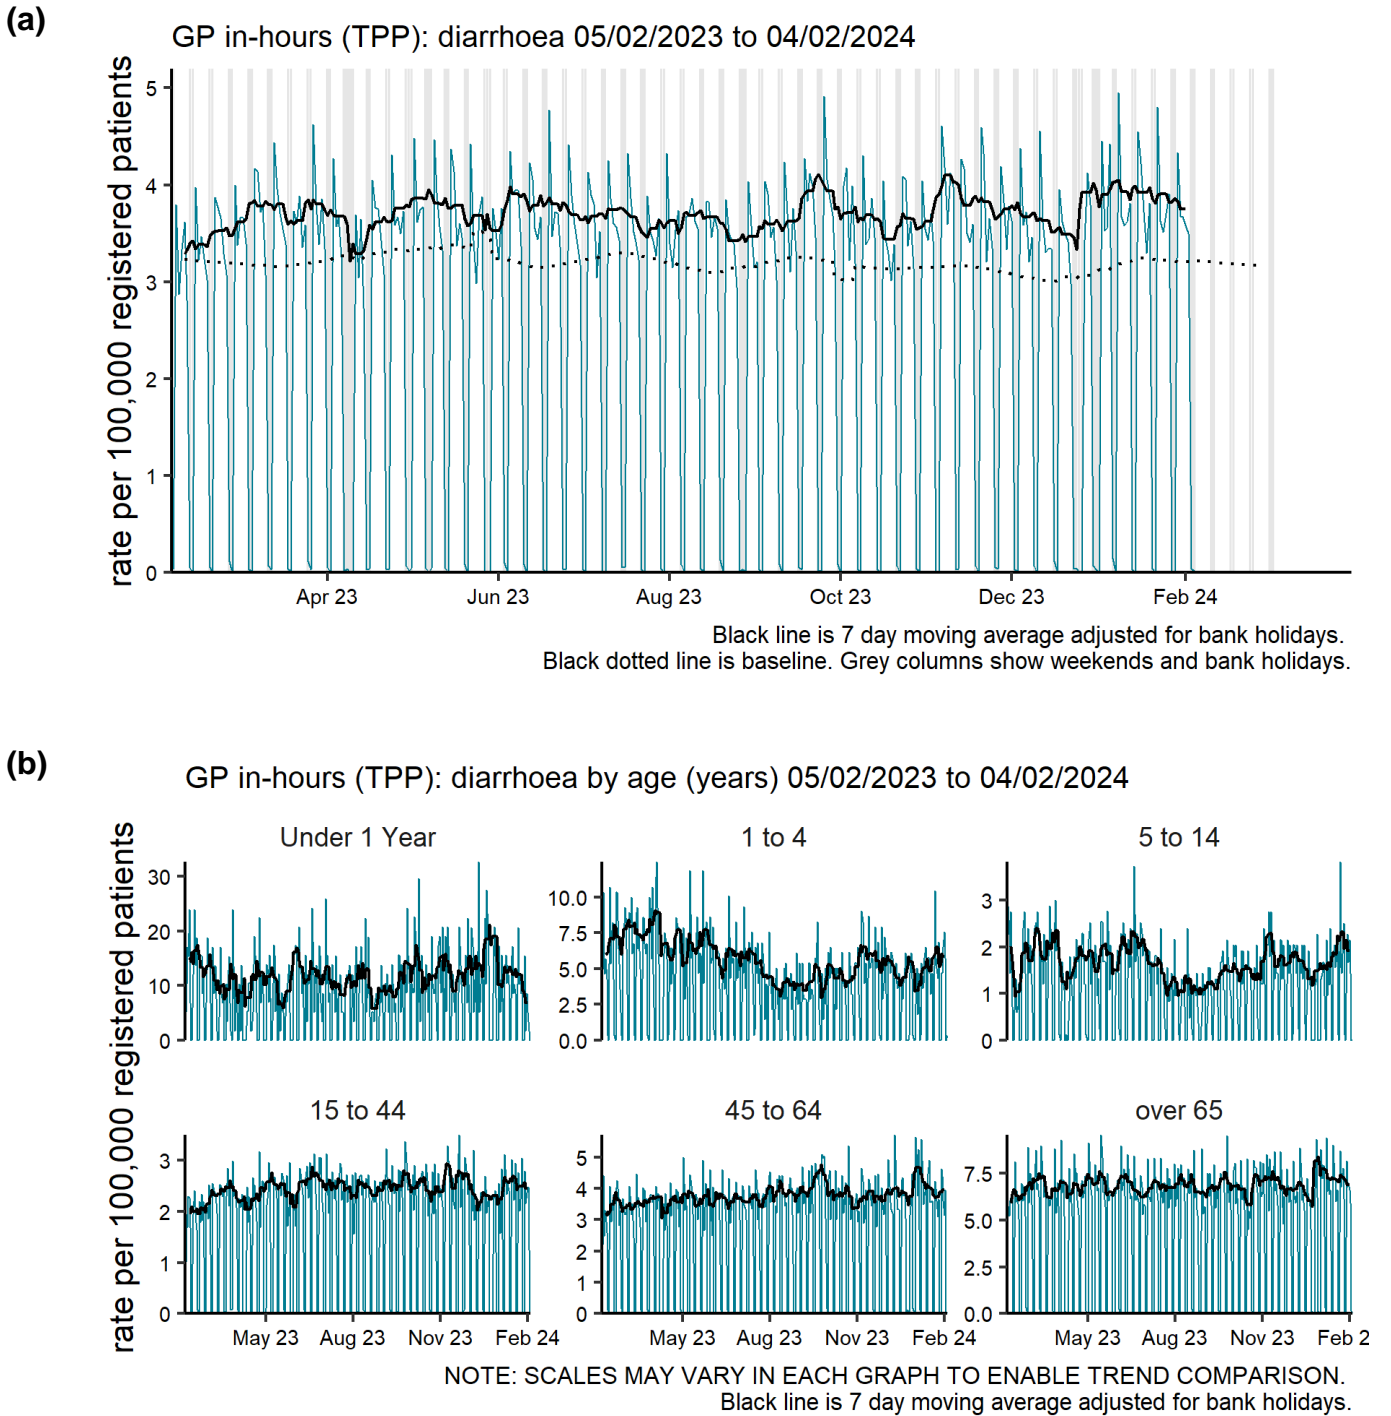 (a)
GP in-hours (TPP): diarrhoea 05/02/2023 to 04/02/2024
rate per 100,000 registered patients
5
4
3
2
1
0
Apr 23 Jun 23 Aug 23 Oct 23 Dec 23 Feb 24
Black line is 7 day moving average adjusted for bank holidays.
Black dotted line is baseline. Grey columns show weekends and bank holidays.
(b)
GP in-hours (TPP): diarrhoea by age (years) 05/02/2023 to 04/02/2024
rate per 100,000 registered patients
Under 1 Year
30
20
10
0
1 to 4
10.0
7.5
5.0
2.5
0.0
5 to 14
3
2
1
0
15 to 44
3
2
1
0
45 to 64
5
4
3
2
1
0
over 65
7.5
5.0
2.5
0.0
May 23 Aug 23 Nov 23 Feb 24
May 23 Aug 23 Nov 23 Feb 24
May 23 Aug 23 Nov 23 Feb 2
NOTE: SCALES MAY VARY IN EACH GRAPH TO ENABLE TREND COMPARISON.
Black line is 7 day moving average adjusted for bank holidays.